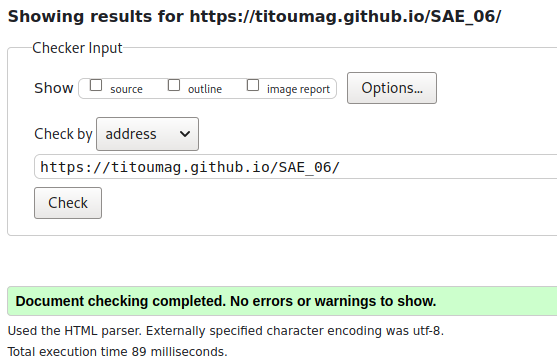 Showing results for https://titoumag.github.io/SAE_06/
Checker Input
Show source outline image report Options...
Check by address
https://titoumag.github.io/SAE_06/
Check
Document checking completed. No errors or warnings to show.
Used the HTML parser. Externally specified character encoding was utf-8.
Total execution time 89 milliseconds.